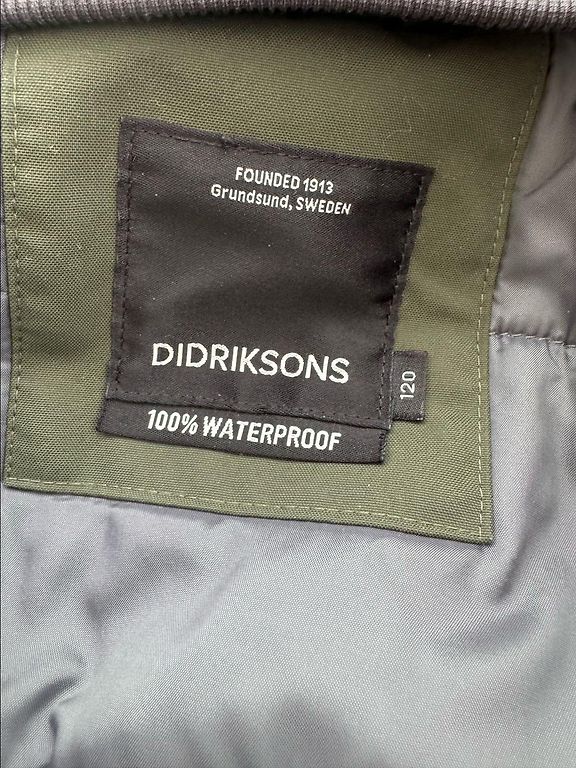 FOUNDED 1913
Grundsund, SWEDEN
DIDRIKSONS
120
100% WATERPROOF